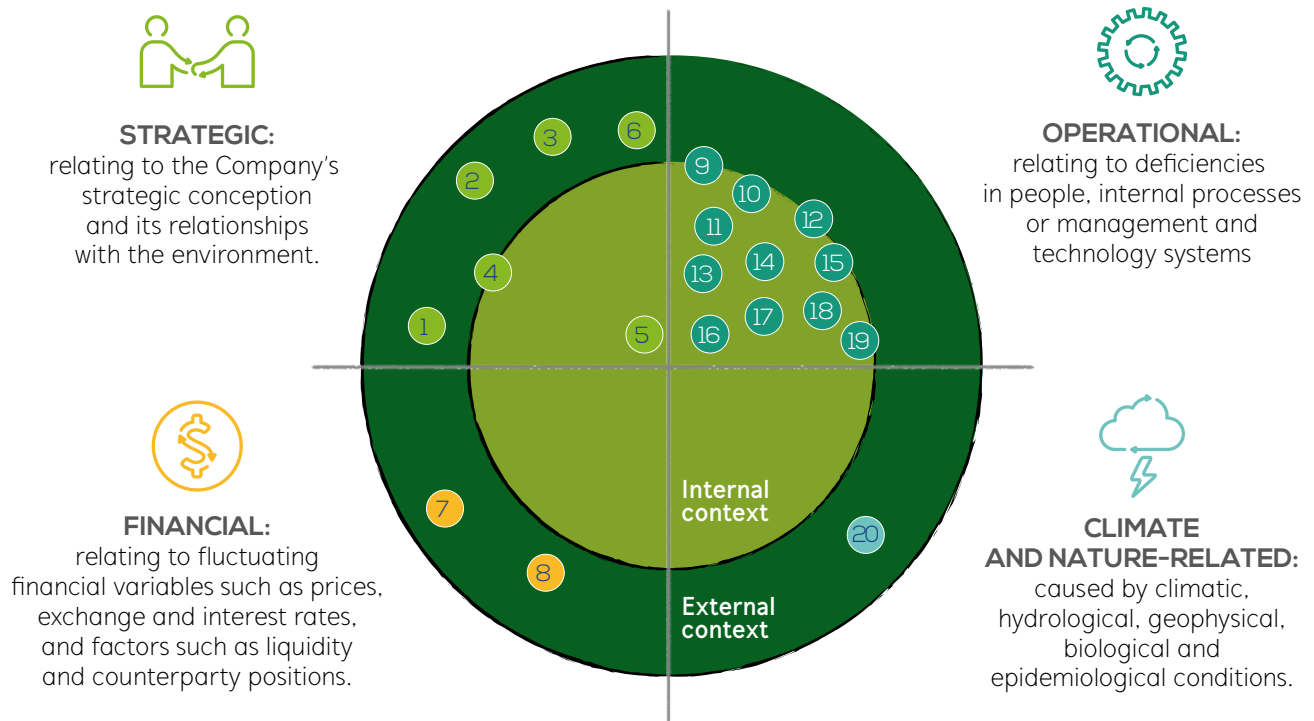 STRATEGIC:
relating to the Company's
strategic conception
and its relationships
with the environment.
OPERATIONAL:
relating to deficiencies
in people, internal processes
or management and
technology systems
1
2
3
4
5
6
9
10
11
12
13
14
15
16
17
18
19
FINANCIAL:
relating to fluctuating
financial variables such as prices,
exchange and interest rates,
and factors such as liquidity
and counterparty positions.
7
8
Internal
context
External
context
20
CLIMATE
AND NATURE-RELATED:
caused by climatic,
hydrological, geophysical,
biological and
epidemiological conditions.